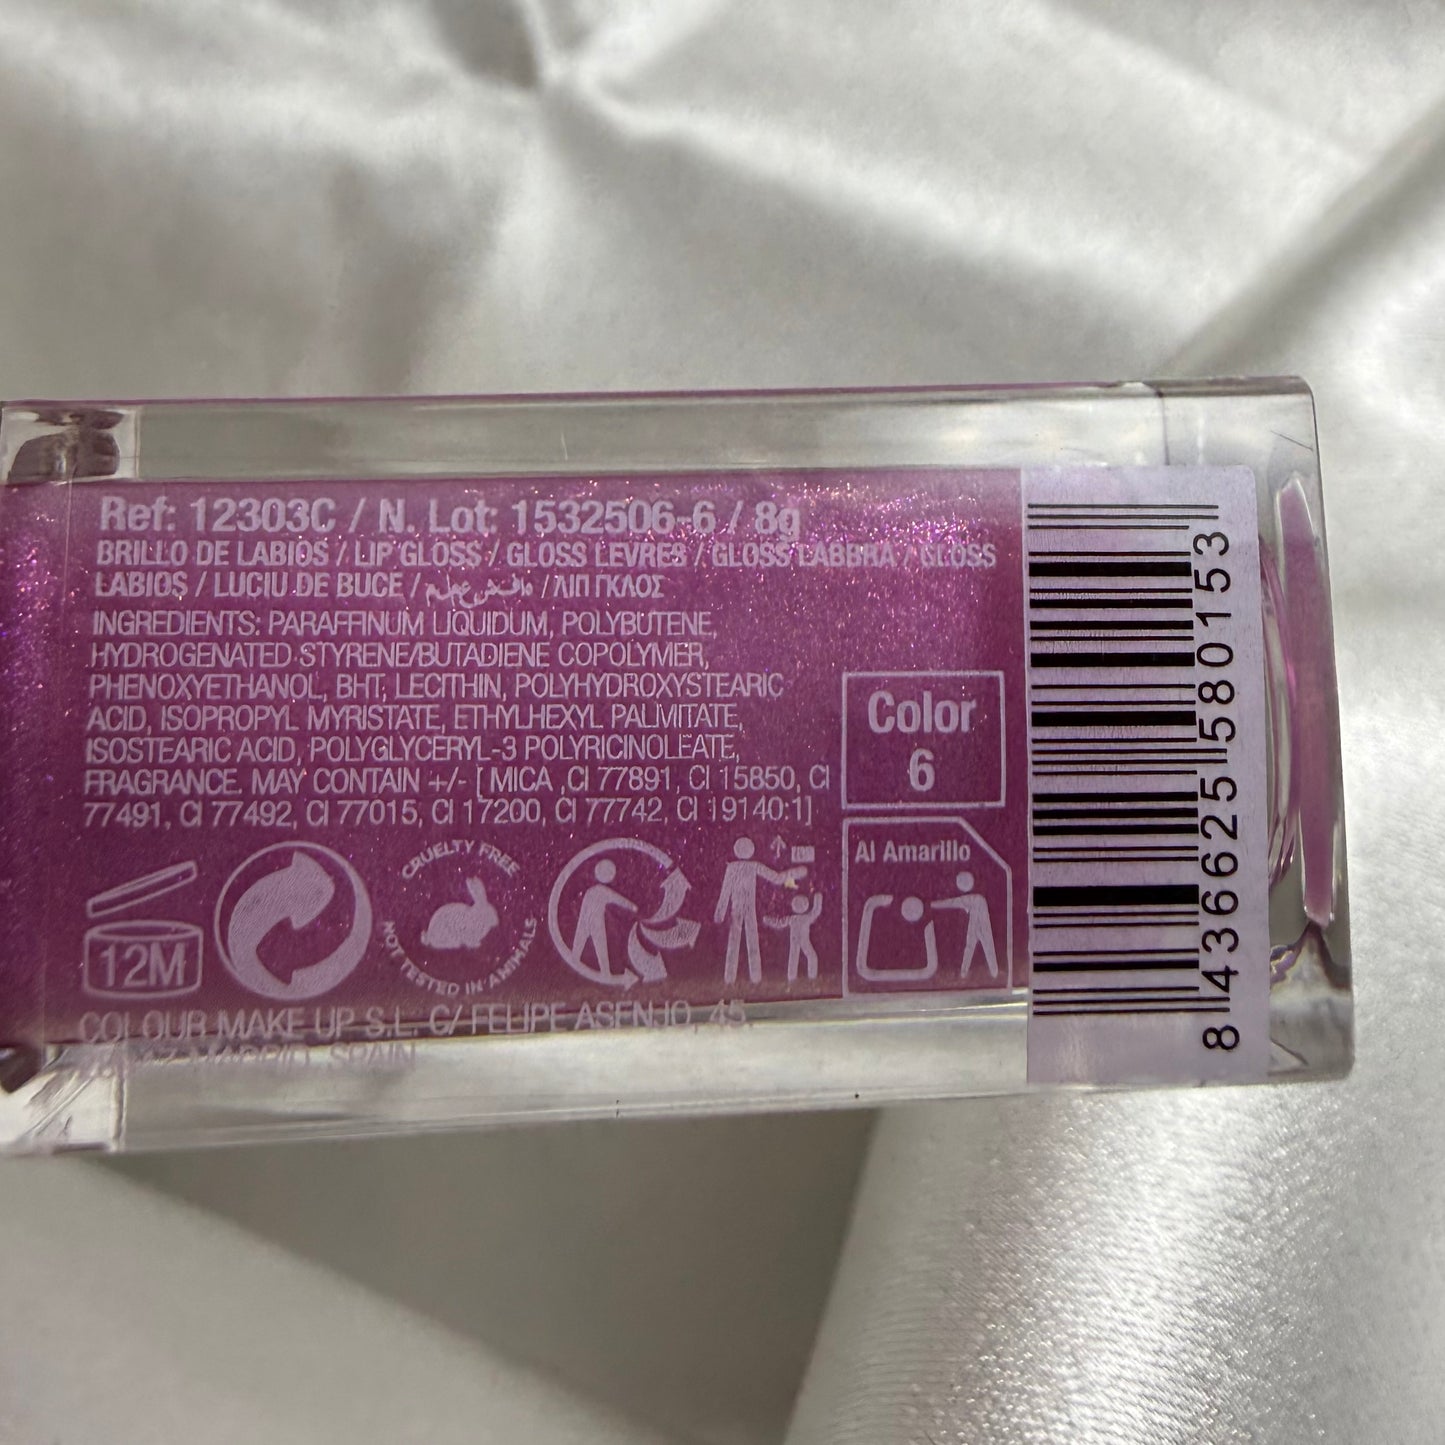 Ref: 12303C / N. Lot: 1532506-6 / 8g
BRILLO DE LABIOS / LIP GLOSS / GLOSS LEVRES / GLOSS LABBRA / GLOSS
LABIOS / LUCIU DE BUCE / / ΛΙΠ ΓΚΛΟΣ
INGREDIENTS: PARAFFINUM LIQUIDUM, POLYBUTENE,
HYDROGENATED STYRENE/BUTADIENE COPOLYMER,
PHENOXYETHANOL, BHT, LECITHIN, POLYHYDROXYSTEARIC
ACID, ISOPROPYL MYRISTATE, ETHYLHEXYL PALMITATE,
ISOSTEARIC ACID, POLYGLYCERYL-3 POLYRICINOLEATE,
FRAGRANCE. MAY CONTAIN +/- [ MICA ,CI 77891, CI 15850, CI
77491, CI 77492, CI 77015, CI 17200, CI 77742, CI 19140:1]
Color
6
12M
CRUELTY FREE
NOT TESTED IN ANIMALS
Al Amarillo
COLOUR MAKE UP S.L. C/ FELIPE ASENJO, 45
MADRID, SPAIN
8 436625 580153